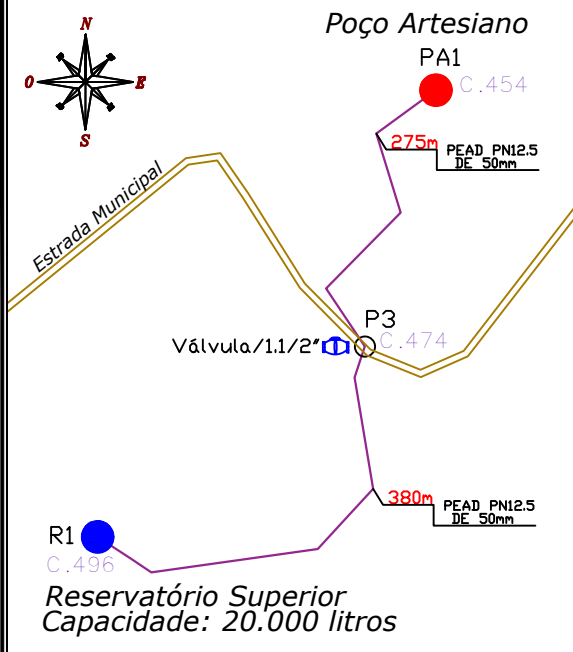 Poço Artesiano
N
O
E
S
PA1
C.454
275m
PEAD PN12.5
DE 50mm
Estrada Municipal
P3
C.474
Válvula/1.1/2"
380m
PEAD PN12.5
DE 50mm
R1
C.496
Reservatório Superior
Capacidade: 20.000 litros